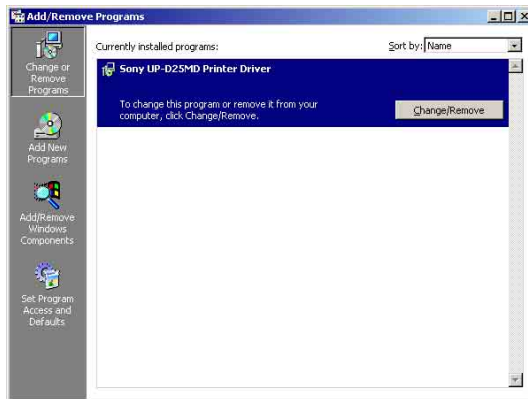 Add/Remove Programs
Change or
Remove
Programs
Add New
Programs
Add/Remove
Windows
Components
Set Program
Access and
Defaults
Currently installed programs:
Sort by: Name
Sony UP-D25MD Printer Driver
To change this program or remove it from your
computer, click Change/Remove.
Change/Remove